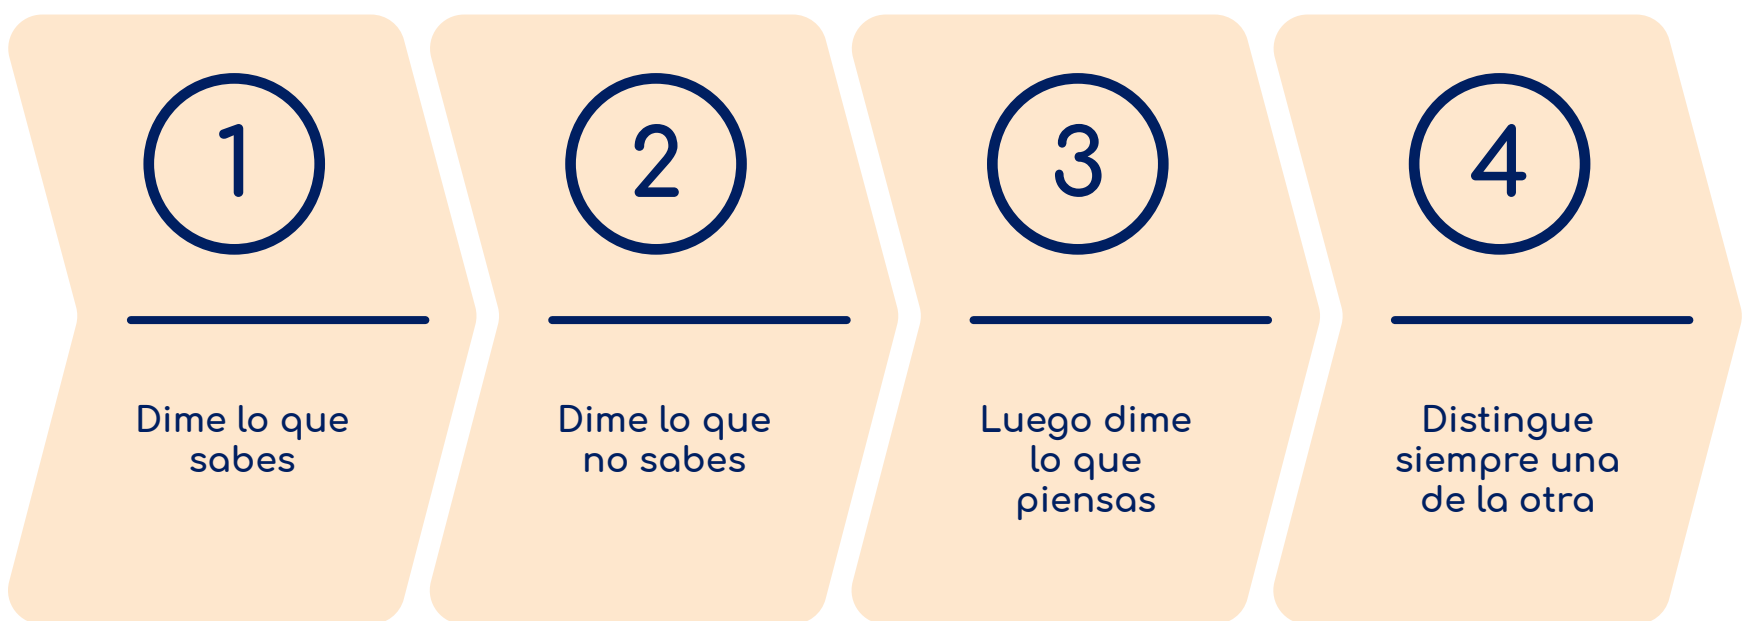 1
Dime lo que
sabes
2
Dime lo que
no sabes
3
Luego dime
lo que
piensas
4
Distingue
siempre una
de la otra